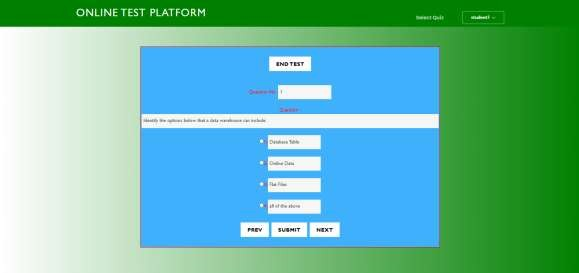 ONLINE TEST PLATFORM
Select Quiz
student1
END TEST
Question No. 1
Question
Identify the options below that a data warehouse can include.
Database Table
Online Data
Flat Files
all of the above
PREV SUBMIT NEXT